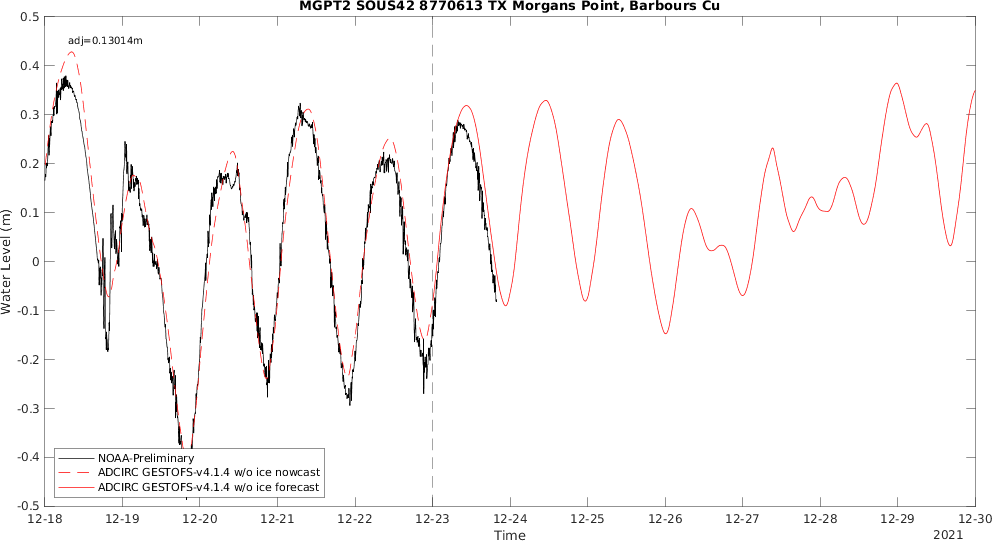 MGPT2 SOUS42 8770613 TX Morgans Point, Barbours Cu
adj=0.13014m
0.5
0.4
0.3
0.2
0.1
0
-0.1
-0.2
-0.3
-0.4
-0.5
Water Level (m)
NOAA-Preliminary
ADCIRC GESTOFS-v4.1.4 w/o ice nowcast
ADCIRC GESTOFS-v4.1.4 w/o ice forecast
12-18 12-19 12-20 12-21 12-22 12-23 12-24 12-25 12-26 12-27 12-28 12-29 12-30
Time
2021